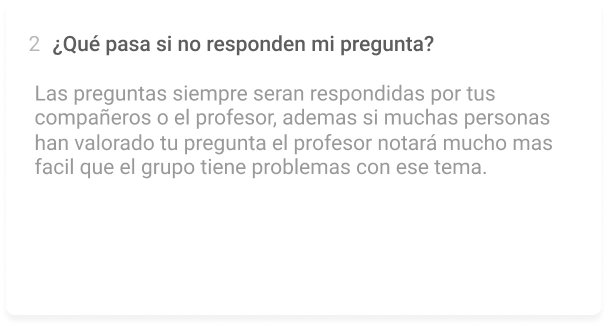 2 ¿Qué pasa si no responden mi pregunta?
Las preguntas siempre seran respondidas por tus
compañeros o el profesor, ademas si muchas personas
han valorado tu pregunta el profesor notará mucho mas
facil que el grupo tiene problemas con ese tema.